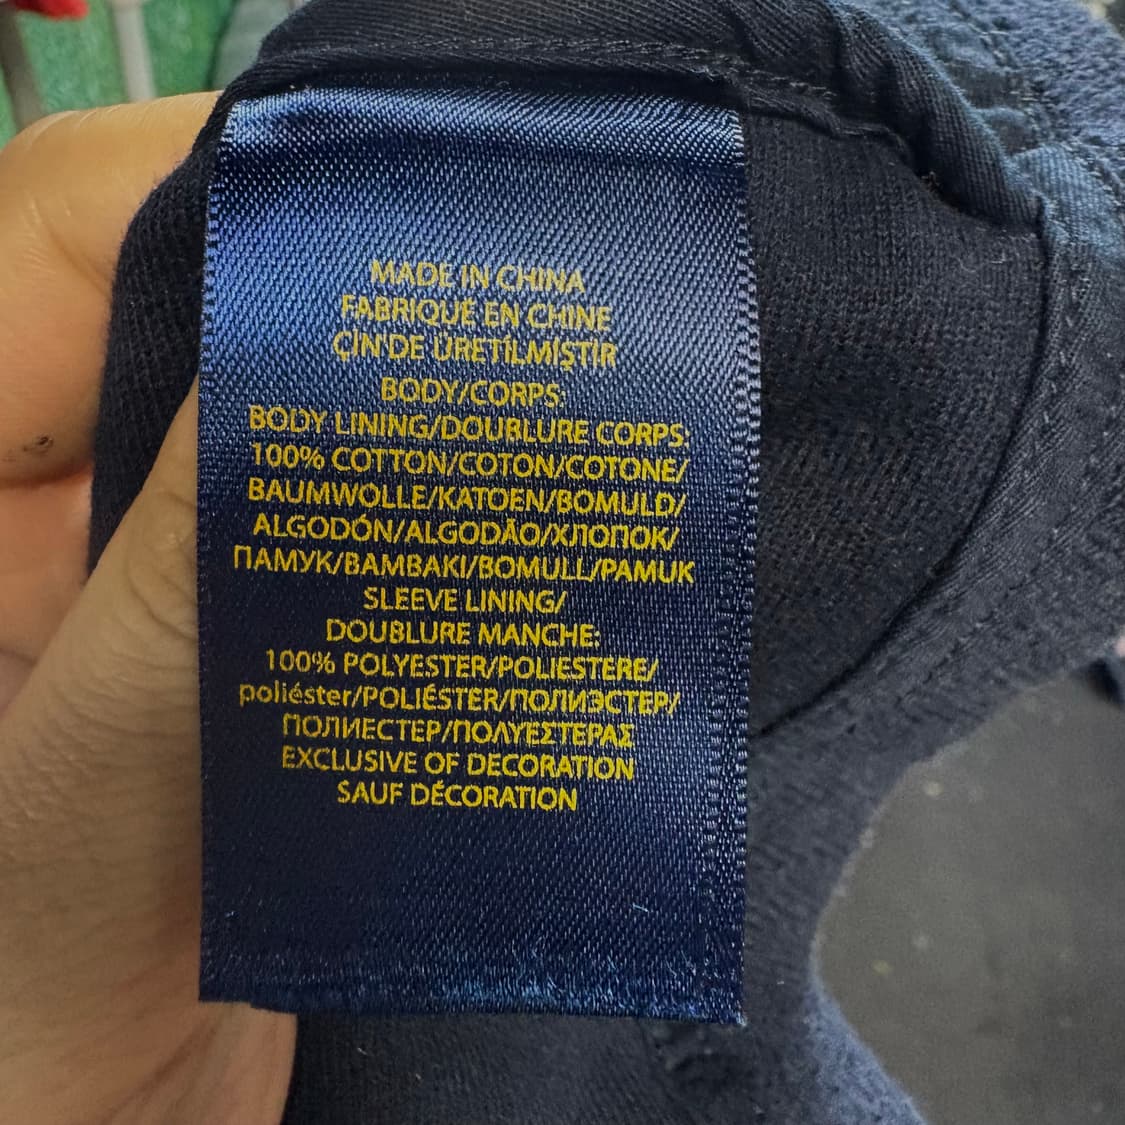 MADE IN CHINA
FABRIQUÉ EN CHINE
ÇİN'DE ÜRETİLMİŞTİR
BODY/CORPS:
BODY LINING/DOUBLURE CORPS:
100% COTTON/COTON/COTONE/
BAUMWOLLE/KATOEN/BOMULD/
ALGODÓN/ALGODÃO/ХЛОПОК/
ПАМУК/BAMBAKI/BOMULL/PAMUK
SLEEVE LINING/
DOUBLURE MANCHE:
100% POLYESTER/POLIESTERE/
poliéster/POLIÉSTER/ПОЛИЭСТЕР/
ПОЛИЕСТЕР/ΠΟΛΥΕΣΤΕΡΑΣ
EXCLUSIVE OF DECORATION
SAUF DÉCORATION